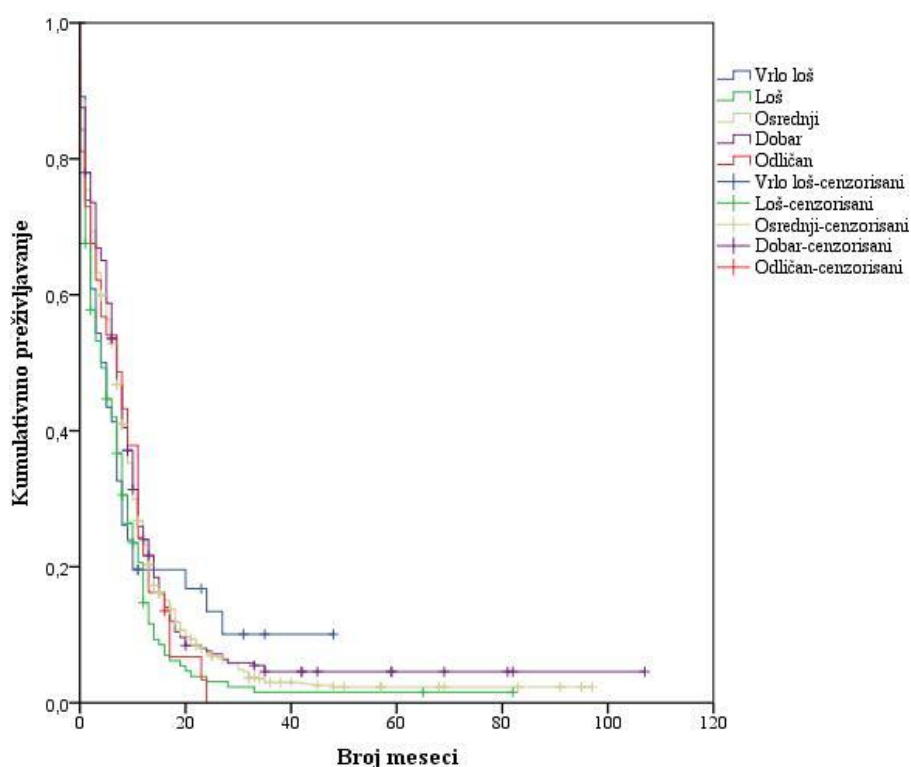 1,0
0,8
0,6
0,4
0,2
0,0
Kumulativnno preživljavanje
0
20
40
60
80
100
120
Broj meseci
Vrlo loš
Loš
Osrednji
Dobar
Odličan
Vrlo loš-cenzorisani
Loš-cenzorisani
Osrednji-cenzorisani
Dobar-cenzorisani
Odličan-cenzorisani